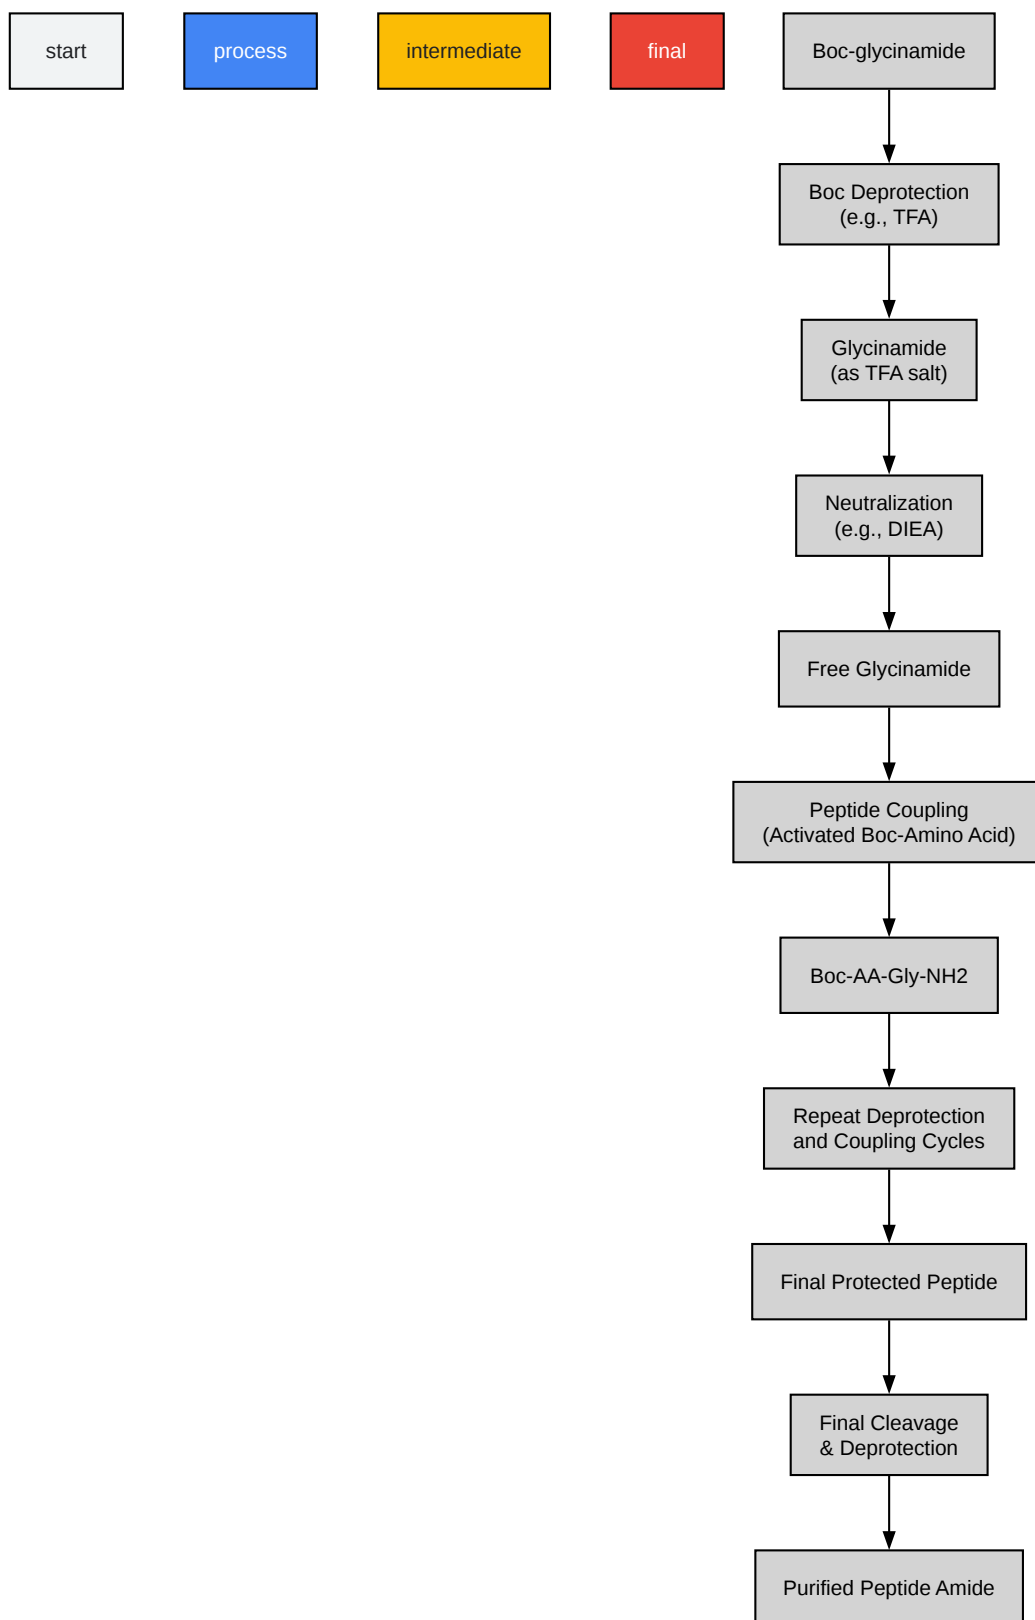 start
process
intermediate
final
Boc-glycinamide
Boc Deprotection
(e.g., TFA)
Glycinamide
(as TFA salt)
Neutralization
(e.g., DIEA)
Free Glycinamide
Peptide Coupling
(Activated Boc-Amino Acid)
Boc-AA-Gly-NH2
Repeat Deprotection
and Coupling Cycles
Final Protected Peptide
Final Cleavage
& Deprotection
Purified Peptide Amide